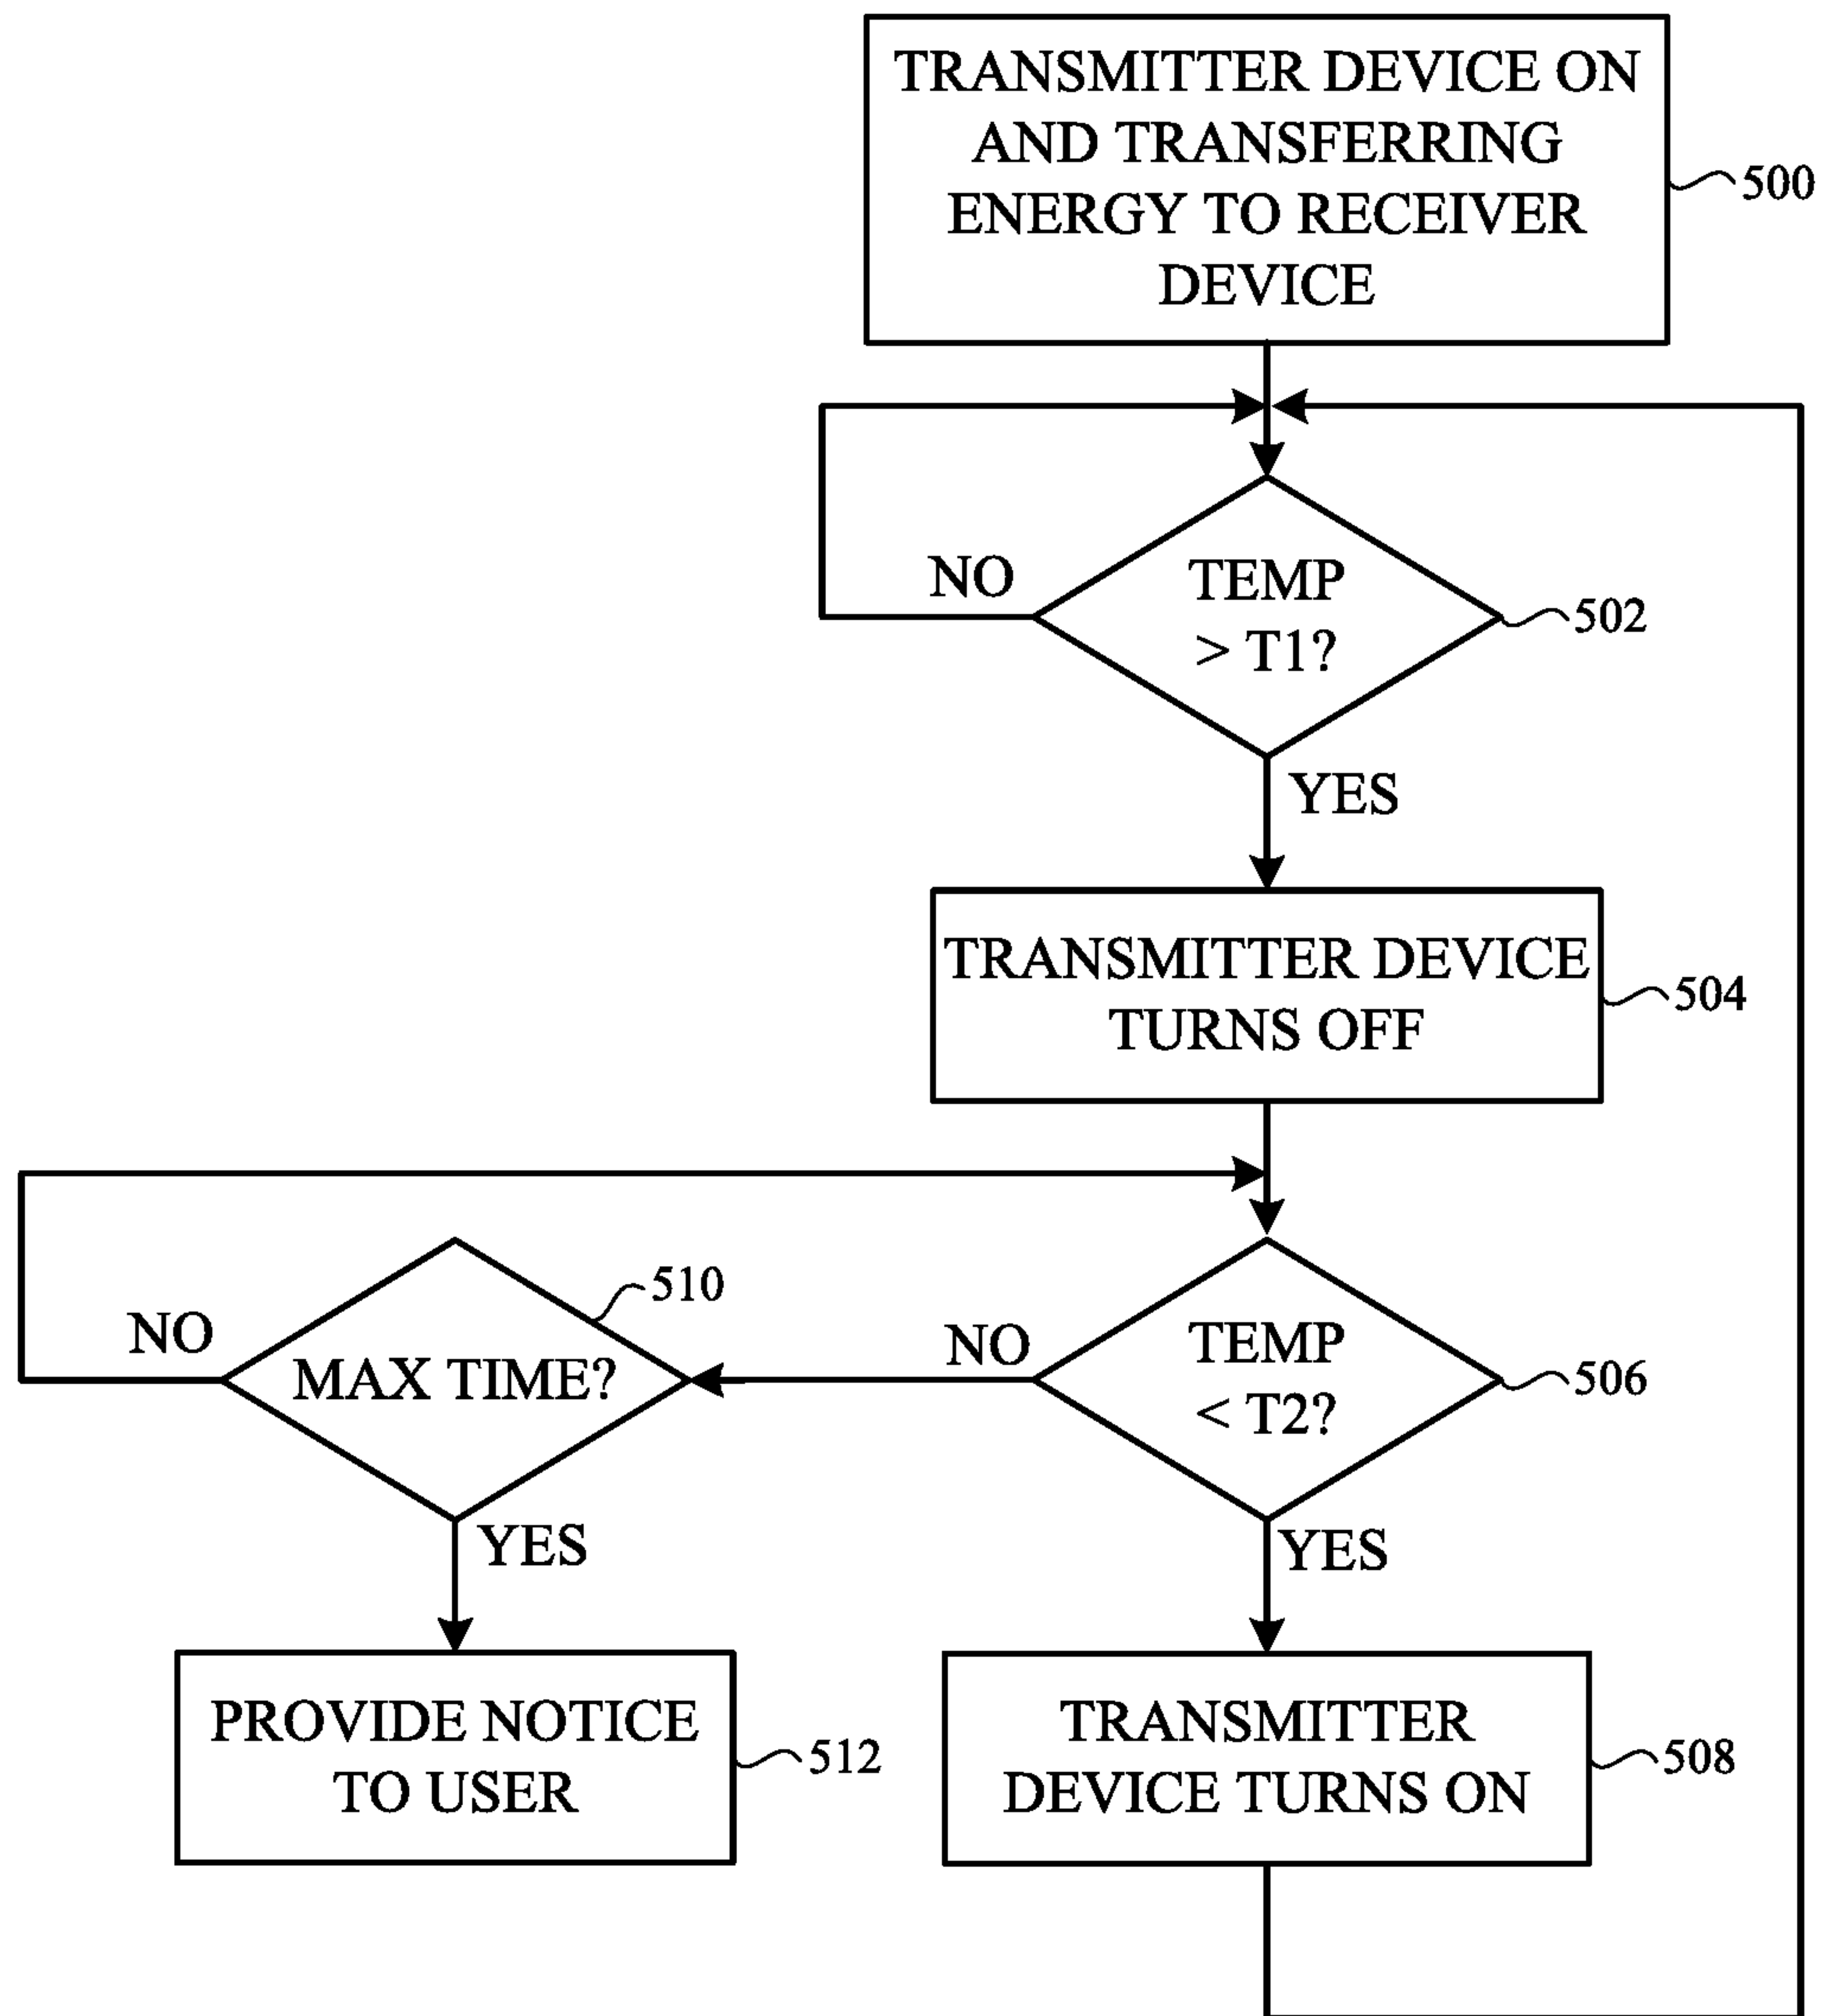 TRANSMITTER DEVICE ON
AND TRANSFERRING
ENERGY TO RECEIVER
DEVICE
500
NO
TEMP
> T1?
502
YES
TRANSMITTER DEVICE
TURNS OFF
504
NO
MAX TIME?
510
NO
TEMP
< T2?
506
YES
YES
PROVIDE NOTICE
TO USER
512
TRANSMITTER
DEVICE TURNS ON
508